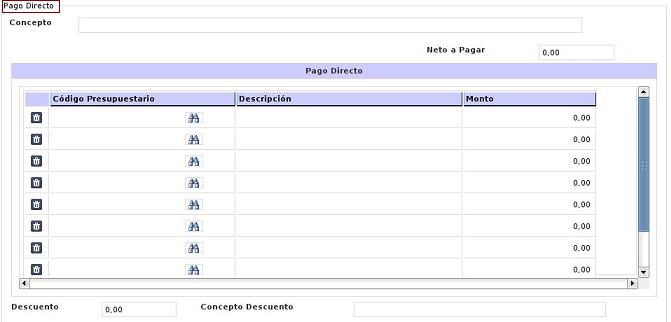 Pago Directo
Concepto
Neto a Pagar 0,00
Pago Directo
Código Presupuestario Descripción Monto
0,00
0,00
0,00
0,00
0,00
0,00
0,00
0,00
Descuento 0,00 Concepto Descuento